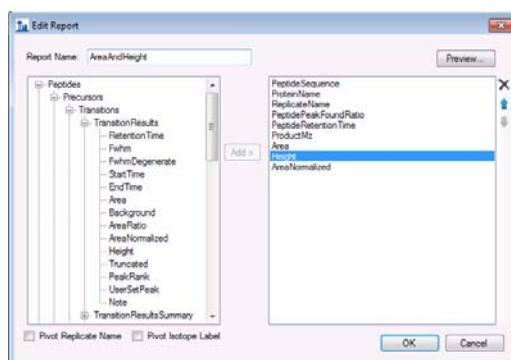 Edit Report
Report Name: AreaAndHeight
Preview...
Peptides
Precursors
Transitions
TransitionResults
RetentionTime
Fwhm
FwhmDegenerate
StartTime
EndTime
Area
Background
AreaRatio
AreaNormalized
Height
Truncated
PeakRank
UserSetPeak
Note
TransitionResultsSummary
Add >
PeptideSequence
ProteinName
ReplicateName
PeptidePeakFoundRatio
PeptideRetentionTime
ProductMz
Area
Height
AreaNormalized
Pivot Replicate Name Pivot Isotope Label
OK Cancel